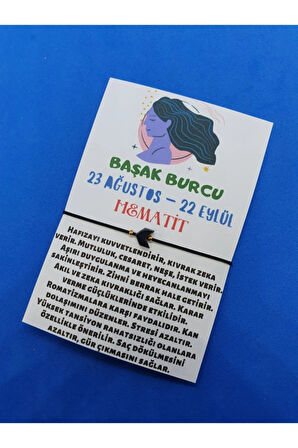 BAŞAK BURCU
23 AĞUSTOS – 22 EYLÜL
HEMATİT
HAFIZAYI KUVVETLENDİRİR, KIVRAK ZEKA
VERİR. MUTLULUK, CESARET, NEŞE, İSTEK VERİR.
AŞIRI DUYGULANMA VE HEYECANLANMAYI
SAKİNLEŞTİRİR. ZİHNİ BERRAK HALE GETİRİR.
AKIL VE ZEKA KIVRAKLIĞI SAĞLAR. KARAR
VERME GÜÇLÜKLERİNDE ETKİLİDİR.
ROMATİZMALARA KARŞI FAYDALIDIR. KAN
DOLAŞIMINI DÜZENLER. STRESİ AZALTIR.
YÜKSEK TANSİYON RAHATSIZLIĞI OLANLARA
ÖZELLİKLE ÖNERİLİR. SAÇ DÖKÜLMESİNİ
AZALTIR, GÜR ÇIKMASINI SAĞLAR.